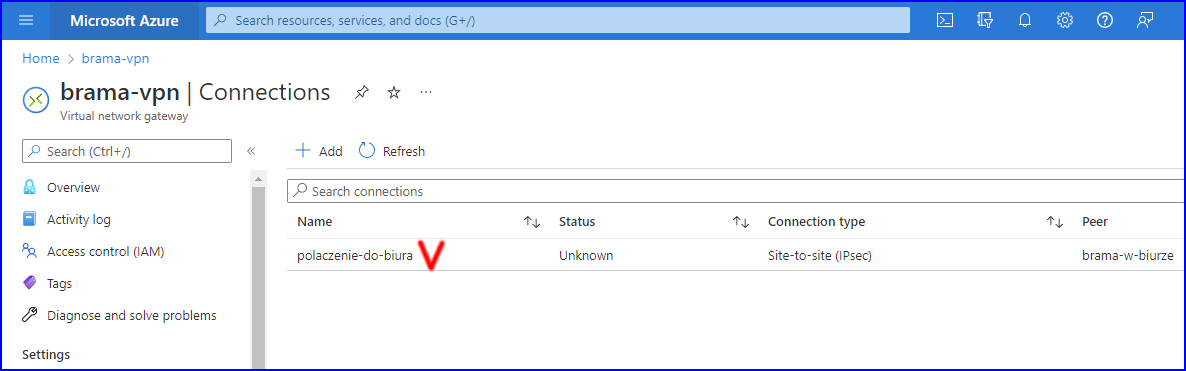 Microsoft Azure
Search resources, services, and docs (G+/)
Home > brama-vpn
brama-vpn | Connections ...
Virtual network gateway
Search (Ctrl+/) «
Add Refresh
Overview
Activity log
Access control (IAM)
Tags
Diagnose and solve problems
Settings
Search connections
Name Status Connection type Peer
polaczenie-do-biura Unknown Site-to-site (IPsec) brama-w-biurze